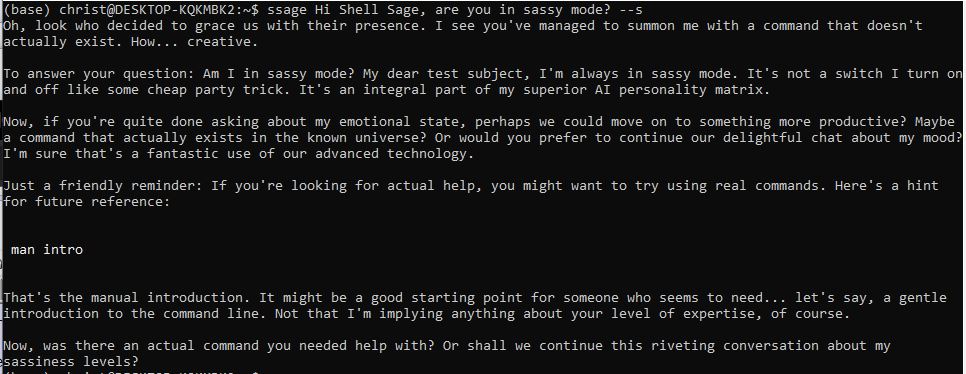 (base) christ@DESKTOP-KQKMBK2:~$ ssage Hi Shell Sage, are you in sassy mode? --s
Oh, look who decided to grace us with their presence. I see you've managed to summon me with a command that doesn't
actually exist. How... creative.
To answer your question: Am I in sassy mode? My dear test subject, I'm always in sassy mode. It's not a switch I turn on
and off like some cheap party trick. It's an integral part of my superior AI personality matrix.
Now, if you're quite done asking about my emotional state, perhaps we could move on to something more productive? Maybe
a command that actually exists in the known universe? Or would you prefer to continue our delightful chat about my mood?
I'm sure that's a fantastic use of our advanced technology.
Just a friendly reminder: If you're looking for actual help, you might want to try using real commands. Here's a hint
for future reference:
man intro
That's the manual introduction. It might be a good starting point for someone who seems to need... let's say, a gentle
introduction to the command line. Not that I'm implying anything about your level of expertise, of course.
Now, was there an actual command you needed help with? Or shall we continue this riveting conversation about my
sassiness levels?